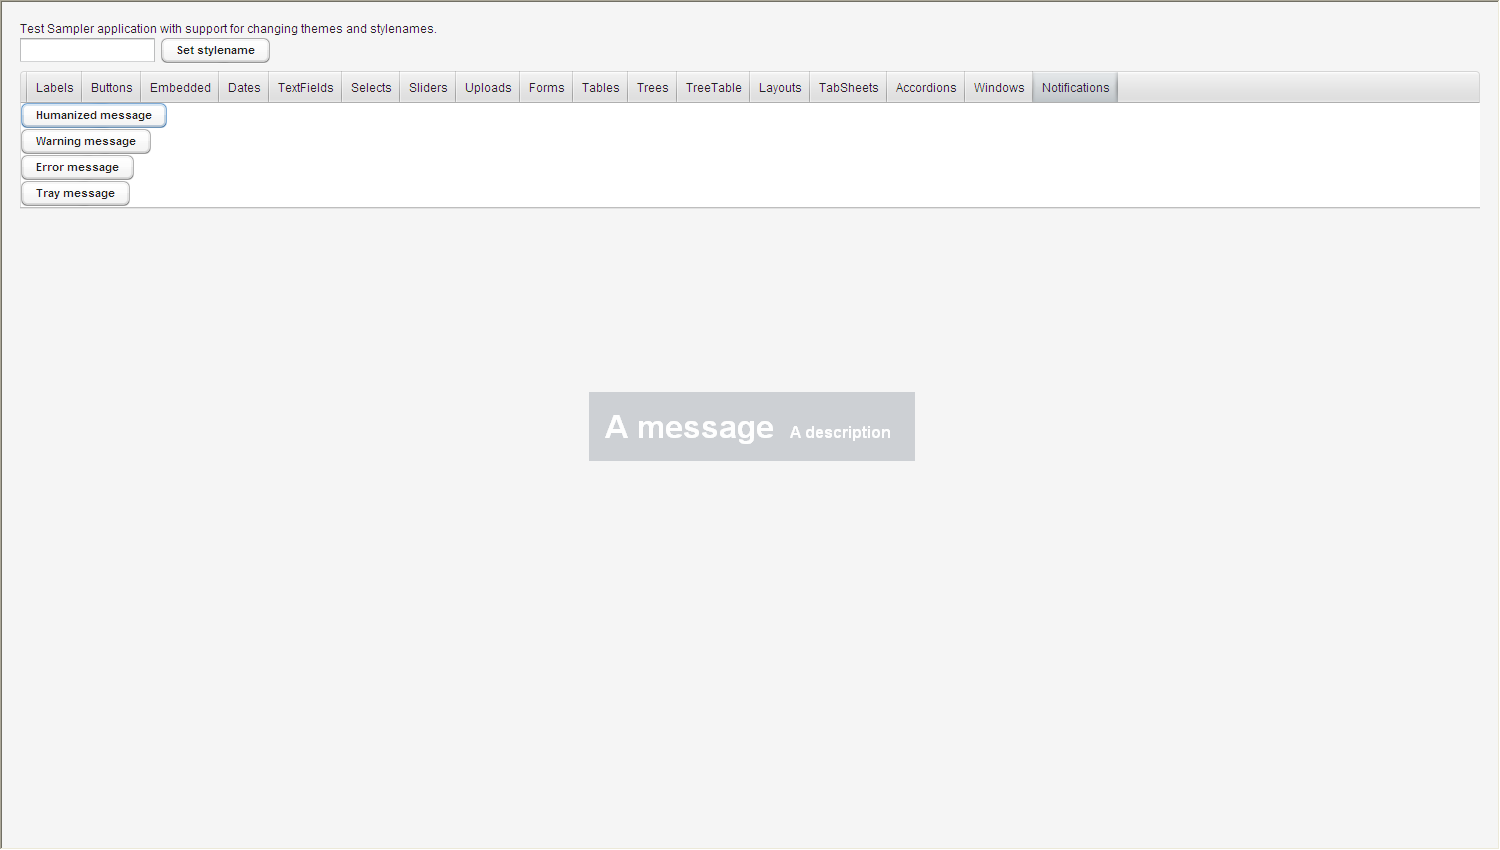 Test Sampler application with support for changing themes and stylenames.
Set stylename
Labels Buttons Embedded Dates TextFields Selects Sliders Uploads Forms Tables Trees TreeTable Layouts TabSheets Accordions Windows Notifications
Humanized message
Warning message
Error message
Tray message
A message A description